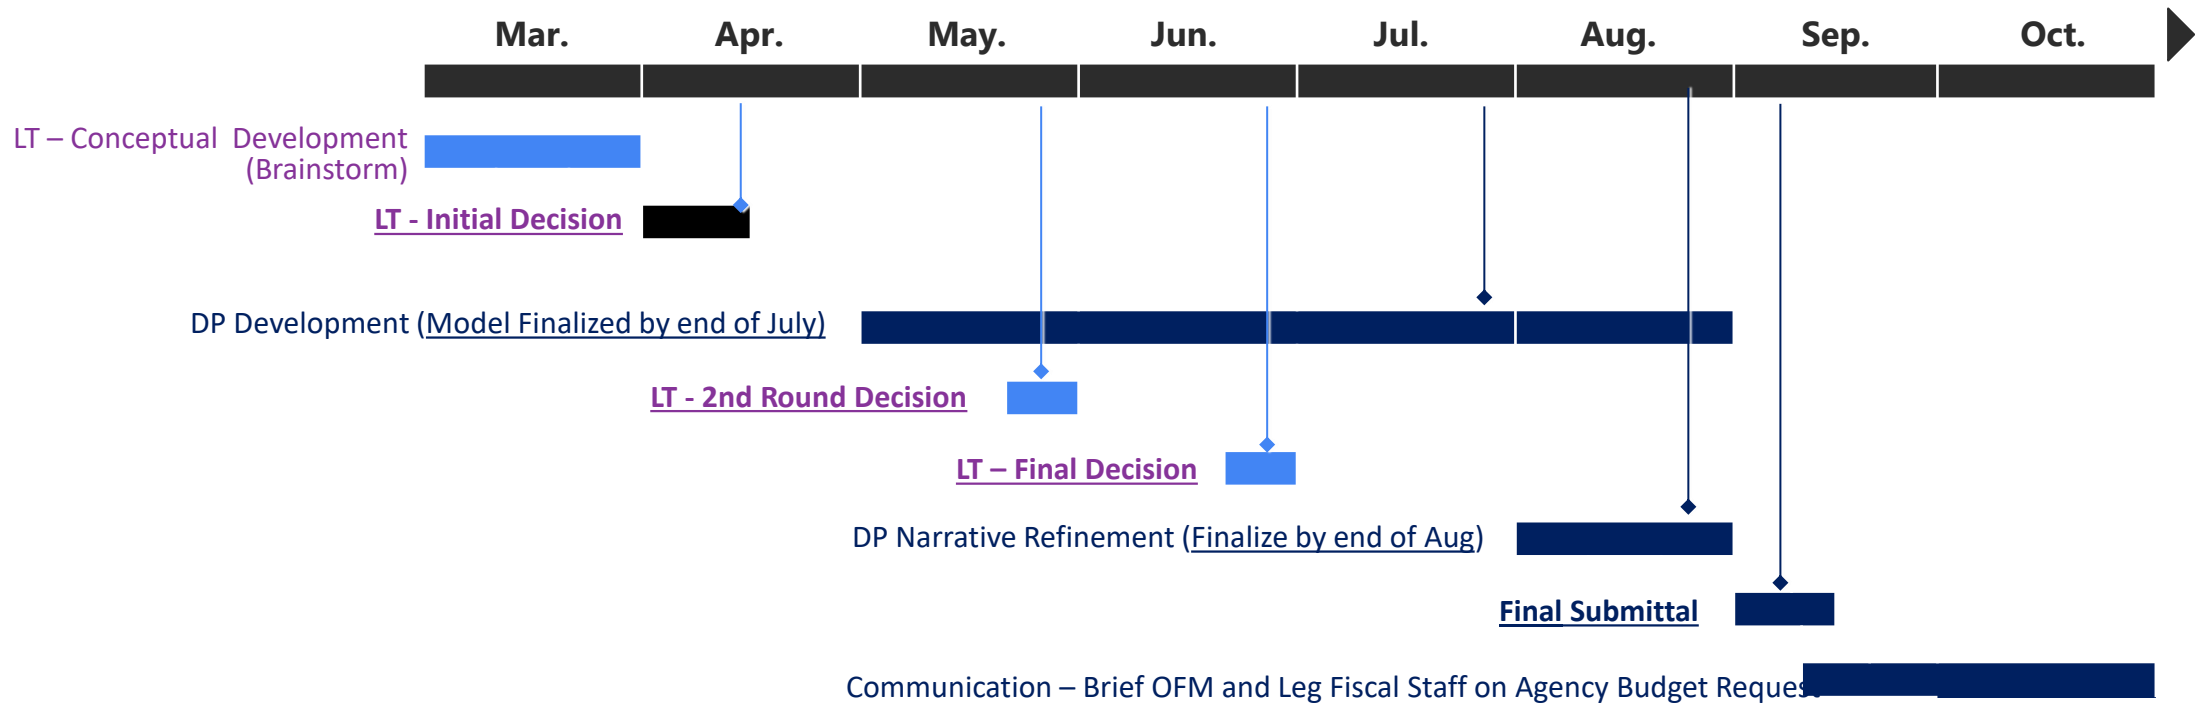 Mar. Apr. May. Jun. Jul. Aug. Sep. Oct.
LT – Conceptual Development
(Brainstorm)
LT - Initial Decision
DP Development (Model Finalized by end of July)
LT - 2nd Round Decision
LT – Final Decision
DP Narrative Refinement (Finalize by end of Aug)
Final Submittal
Communication – Brief OFM and Leg Fiscal Staff on Agency Budget Request